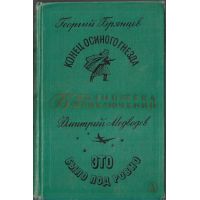 Георгий Брянцев
КОНЕЦ ОСИНОГО ГНЕЗДА
БИБЛИОТЕКА
ПРИКЛЮЧЕНИЙ
Дмитрий Медведев
ЭТО
БЫЛО ПОД РОВНО